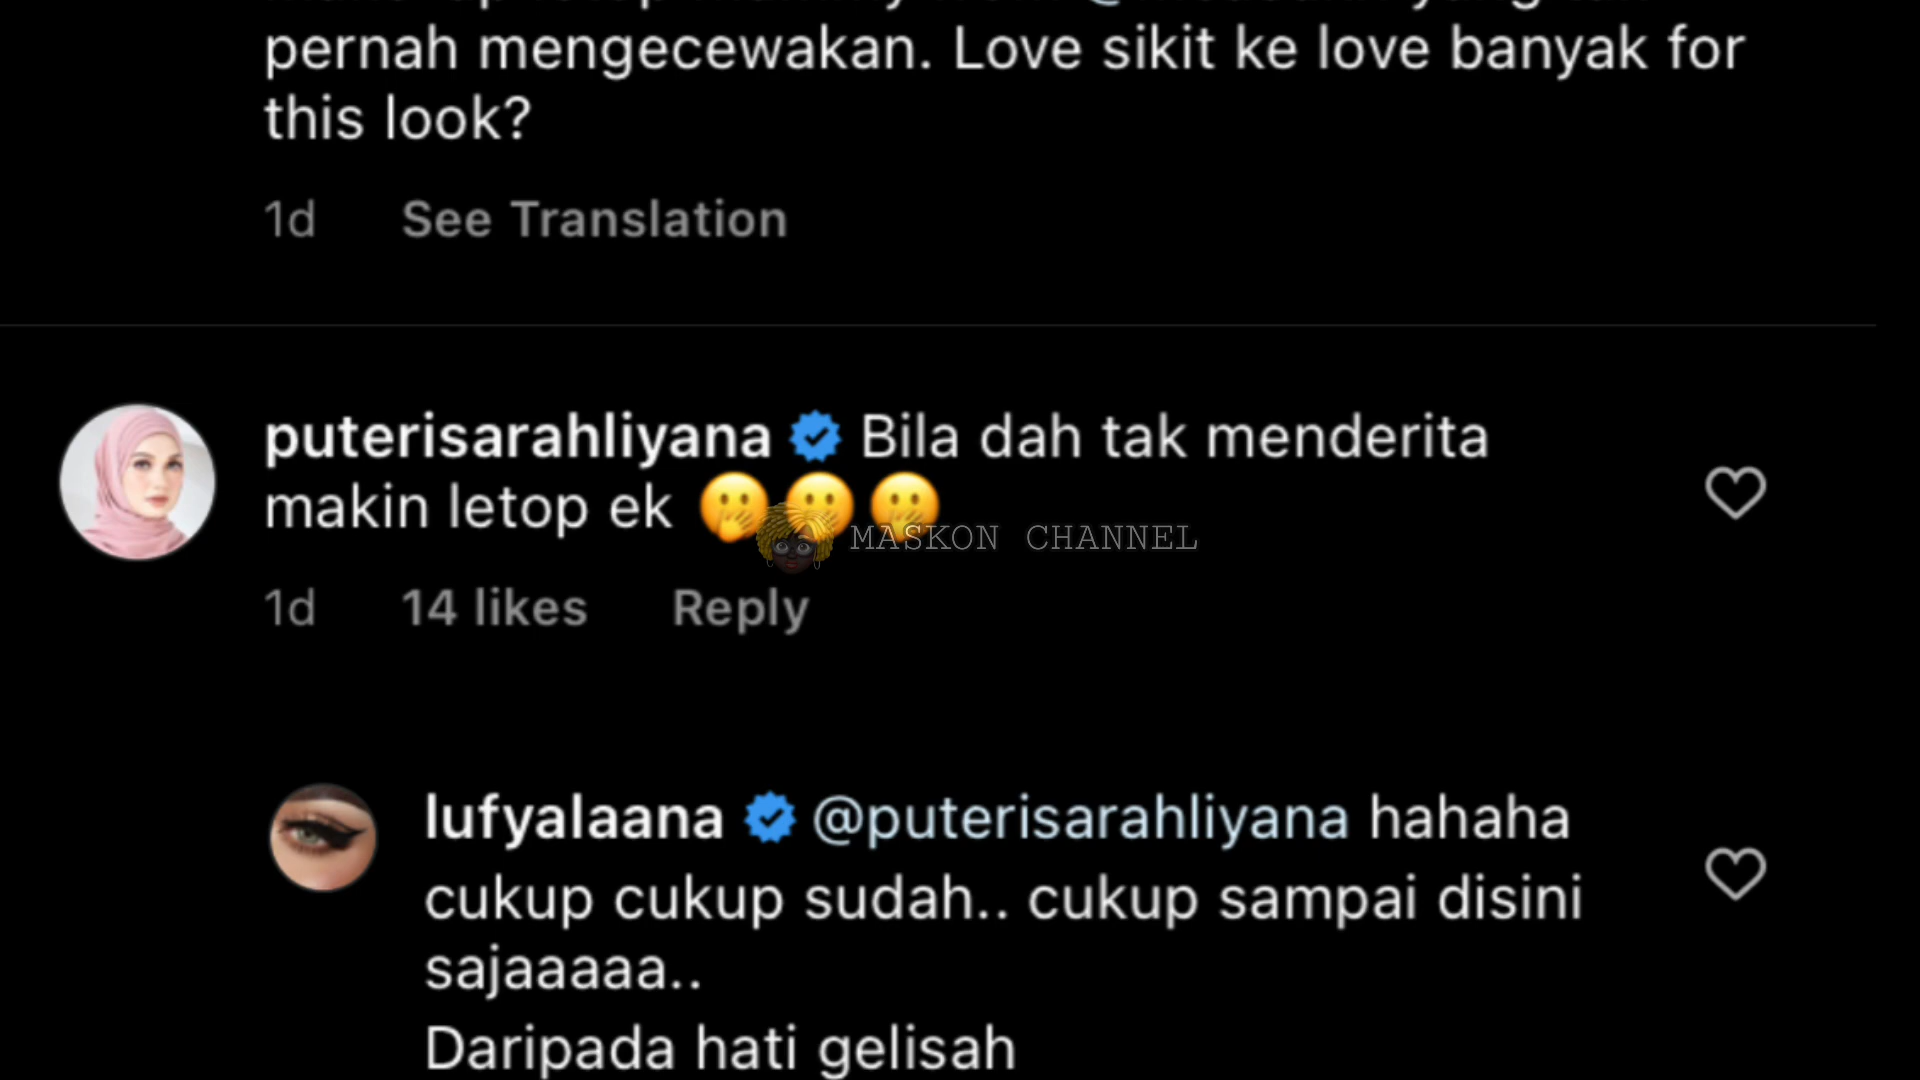 pernah mengecewakan. Love sikit ke love banyak for
this look?
1d See Translation
puterisarahliyana Bila dah tak menderita
makin letop ek 🫢🫢🫢
MASKON CHANNEL
1d 14 likes Reply
lufyalaana @puterisarahliyana hahaha
cukup cukup sudah.. cukup sampai disini
sajaaaaa..
Daripada hati gelisah